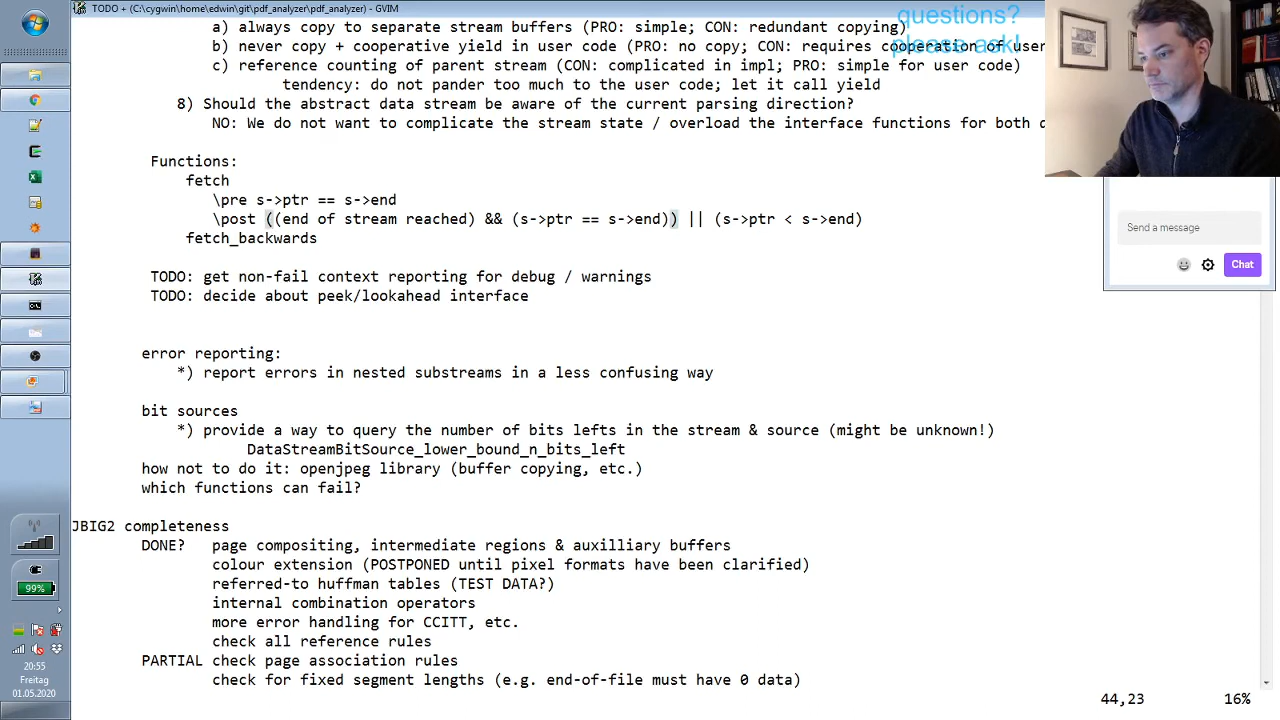 TODO + (C:\cygwin\home\edwin\git\pdf_analyzer\pdf_analyzer) - GVIM
questions?
please ask!
a) always copy to separate stream buffers (PRO: simple; CON: redundant copying)
b) never copy + cooperative yield in user code (PRO: no copy; CON: requires cooperation of user
c) reference counting of parent stream (CON: complicated in impl; PRO: simple for user code)
tendency: do not pander too much to the user code; let it call yield
8) Should the abstract data stream be aware of the current parsing direction?
NO: We do not want to complicate the stream state / overload the interface functions for both
Functions:
fetch
\pre s->ptr == s->end
\post ((end of stream reached) && (s->ptr == s->end)) || (s->ptr < s->end)
fetch_backwards
TODO: get non-fail context reporting for debug / warnings
TODO: decide about peek/lookahead interface
error reporting:
*) report errors in nested substreams in a less confusing way
bit sources
*) provide a way to query the number of bits lefts in the stream & source (might be unknown!)
DataStreamBitSource_lower_bound_n_bits_left
how not to do it: openjpeg library (buffer copying, etc.)
which functions can fail?
JBIG2 completeness
DONE? page compositing, intermediate regions & auxilliary buffers
colour extension (POSTPONED until pixel formats have been clarified)
referred-to huffman tables (TEST DATA?)
internal combination operators
more error handling for CCITT, etc.
check all reference rules
PARTIAL check page association rules
check for fixed segment lengths (e.g. end-of-file must have 0 data)
44,23 16%
Send a message
Chat
99%
20:55
Freitag
01.05.2020